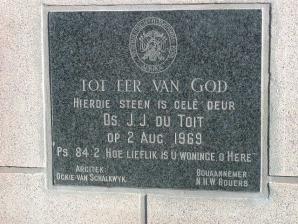 TOT EER VAN GOD
HIERDIE STEEN IS GELÊ DEUR
DS. J.J. DU TOIT
OP 2 AUG 1969
"PS. 84:2 HOE LIEFLIK IS U WONINGE O HERE"
ARGITEK: BOUAANNEMER:
OCKIE VAN SCHALKWYK. N.H.W. BOUERS